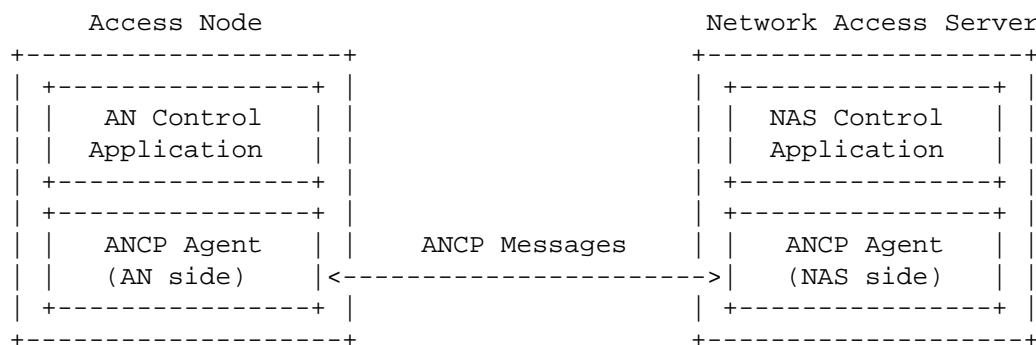 Access Node                            Network Access Server
+--------------------+                      +--------------------+
| +----------------+ |                      | +----------------+ |
| |   AN Control   | |                      | |  NAS Control   | |
| |  Application   | |                      | |  Application   | |
| +----------------+ |                      | +----------------+ |
| +----------------+ |                      | +----------------+ |
| |   ANCP Agent   | |    ANCP Messages     | |   ANCP Agent   | |
| |   (AN side)    |<----------------------->|   (NAS side)   | |
| +----------------+ |                      | +----------------+ |
+--------------------+                      +--------------------+